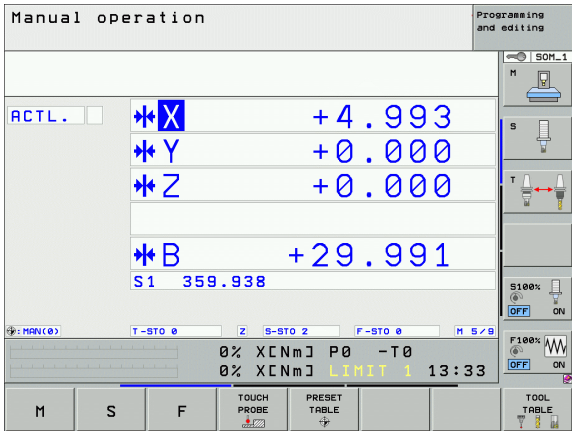 Manual operation
Programming
and editing
SOM_1
M
ACTL.
X +4.993
Y +0.000
Z +0.000
B +29.991
S1 359.938
S
T
S100%
OFF ON
:MAN(0) T-STO 0 Z S-STO 2 F-STO 0 M 5/9
0% X[Nm] P0 -T0
0% X[Nm] LIMIT 1 13:33
F100%
OFF ON
M
S
F
TOUCH
PROBE
PRESET
TABLE
TOOL
TABLE